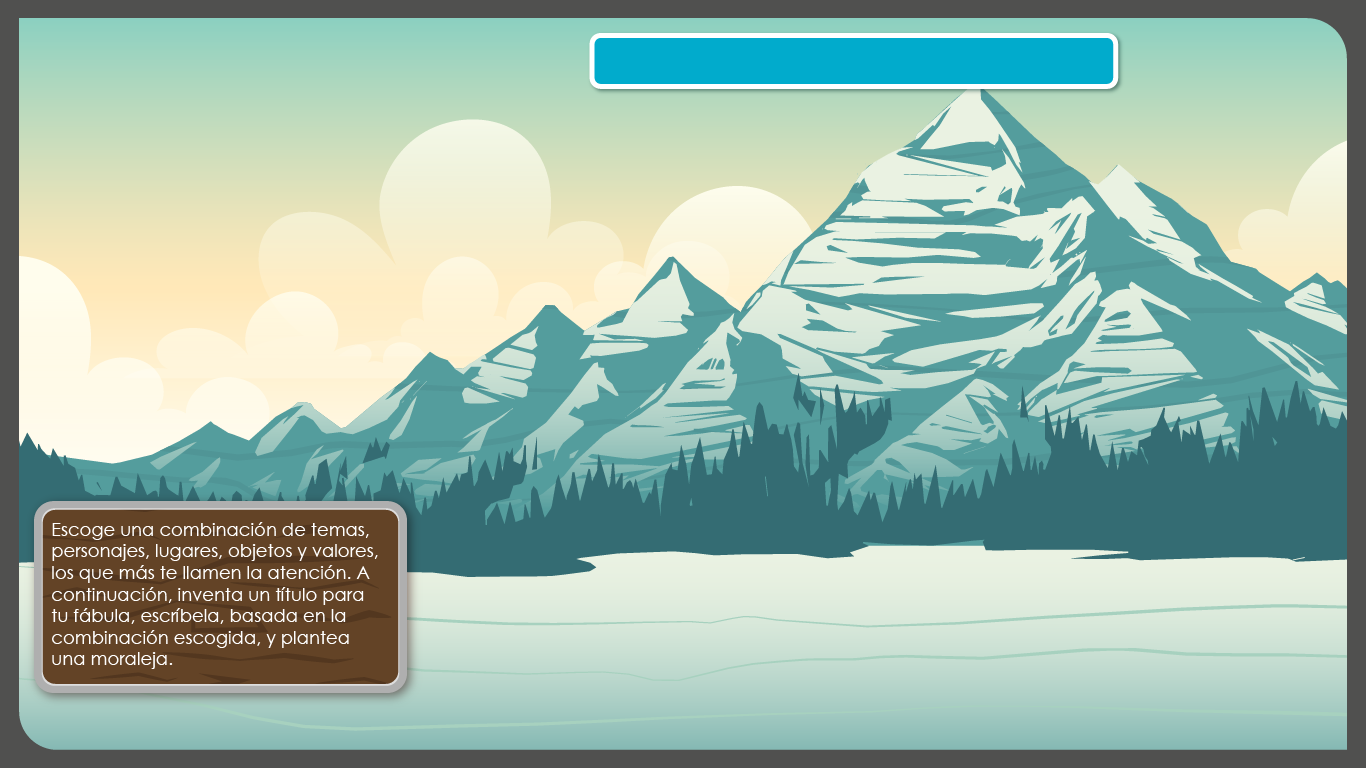 Escoge una combinación de temas,
personajes, lugares, objetos y valores,
los que más te llamen la atención. A
continuación, inventa un título para
tu fábula, escríbela, basada en la
combinación escogida, y plantea
una moraleja.